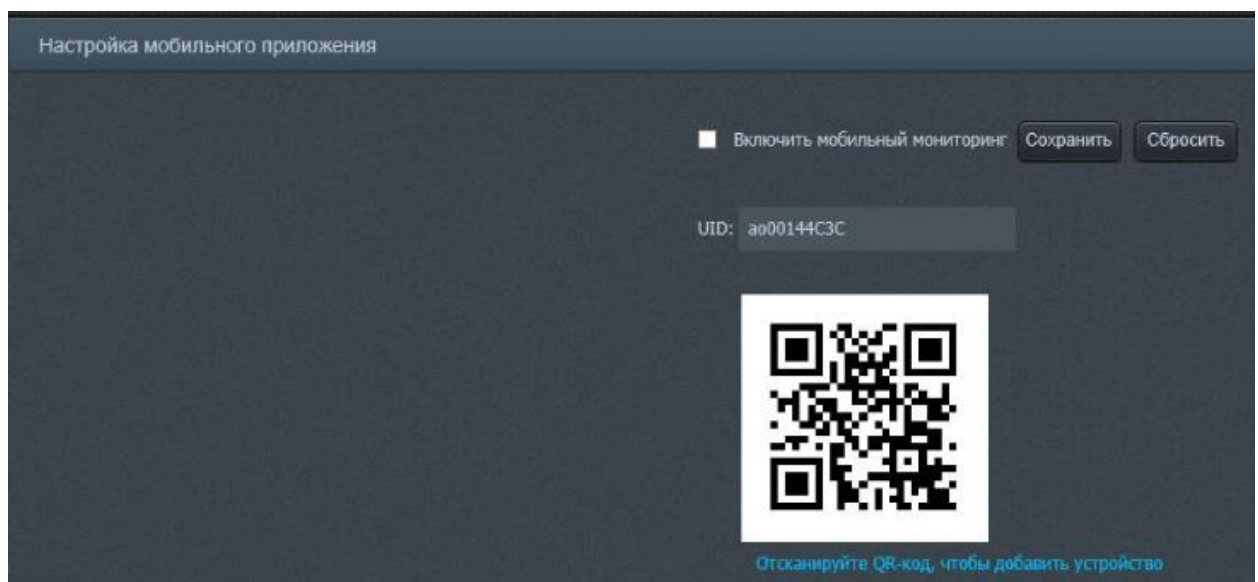 Настройка мобильного приложения
Включить мобильный мониторинг Сохранить Сбросить
UID: ao00144C3C
Отсканируйте QR-код, чтобы добавить устройство